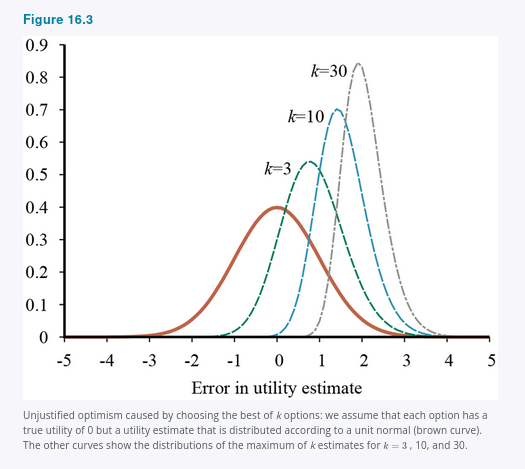 Figure 16.3
0.9
0.8
k=30
0.7
k=10
0.6
0.5
k=3
0.4
0.3
0.2
0.1
0
-5 -4 -3 -2 -1 0 1 2 3 4 5
Error in utility estimate
Unjustified optimism caused by choosing the best of k options: we assume that each option has a
true utility of 0 but a utility estimate that is distributed according to a unit normal (brown curve).
The other curves show the distributions of the maximum of k estimates for k = 3 , 10, and 30.